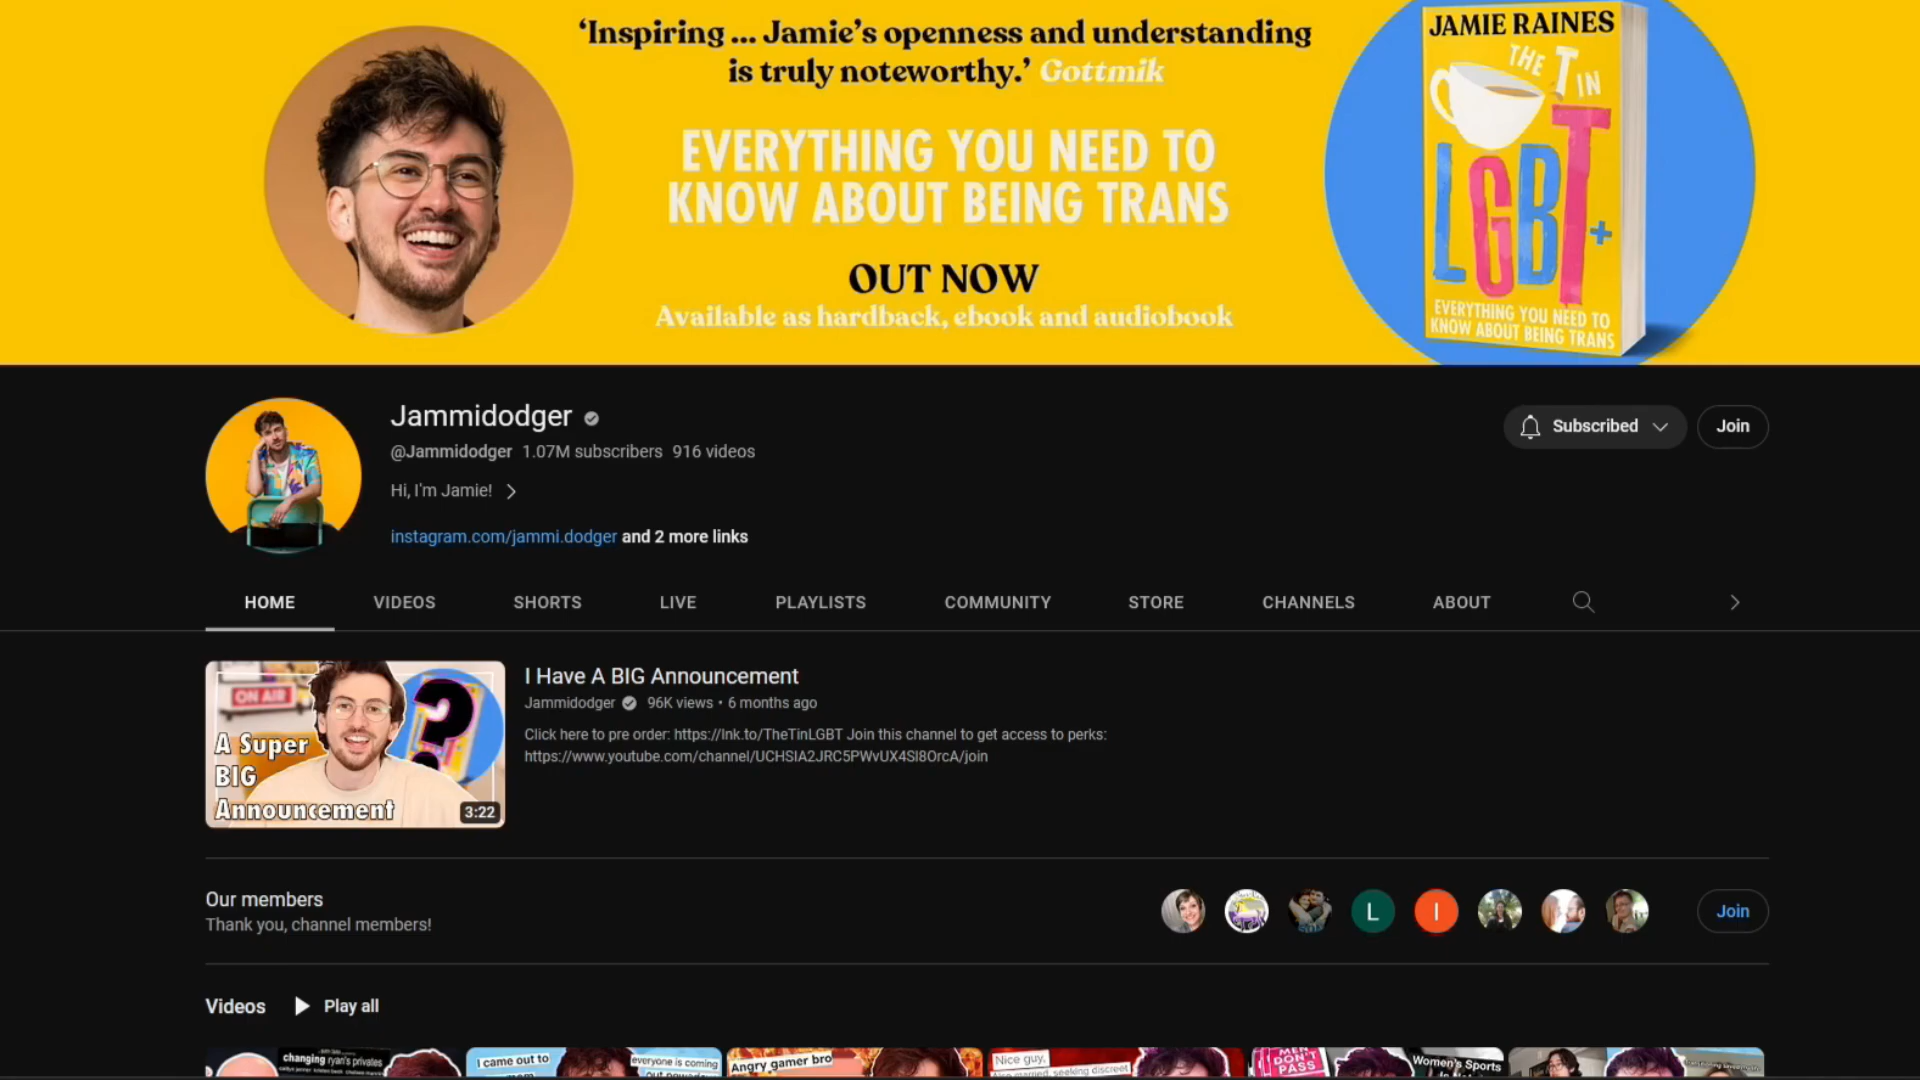 ‘Inspiring ... Jamie’s openness and understanding
is truly noteworthy.’ Gottmik
EVERYTHING YOU NEED TO
KNOW ABOUT BEING TRANS
OUT NOW
Available as hardback, ebook and audiobook
JAMIE RAINES
THE T IN
LGBT+
EVERYTHING YOU NEED TO
KNOW ABOUT BEING TRANS
Jammidodger
@Jammidodger 1.07M subscribers 916 videos
Hi, I'm Jamie!
instagram.com/jammi.dodger and 2 more links
Subscribed
Join
HOME VIDEOS SHORTS LIVE PLAYLISTS COMMUNITY STORE CHANNELS ABOUT
ON AIR
A Super
BIG
Announcement
?
3:22
I Have A BIG Announcement
Jammidodger 96K views • 6 months ago
Click here to pre order: https://lnk.to/TheTinLGBT Join this channel to get access to perks:
https://www.youtube.com/channel/UCHSIA2JRC5PWvUX4Sl8OrcA/join
Our members
Thank you, channel members!
L
I
Join
Videos Play all
changing ryan's privates
I came out to
everyone is coming
Angry gamer bro
Nice guy,
seeking discreet
MEN
DON'T
PASS
Women's Sports